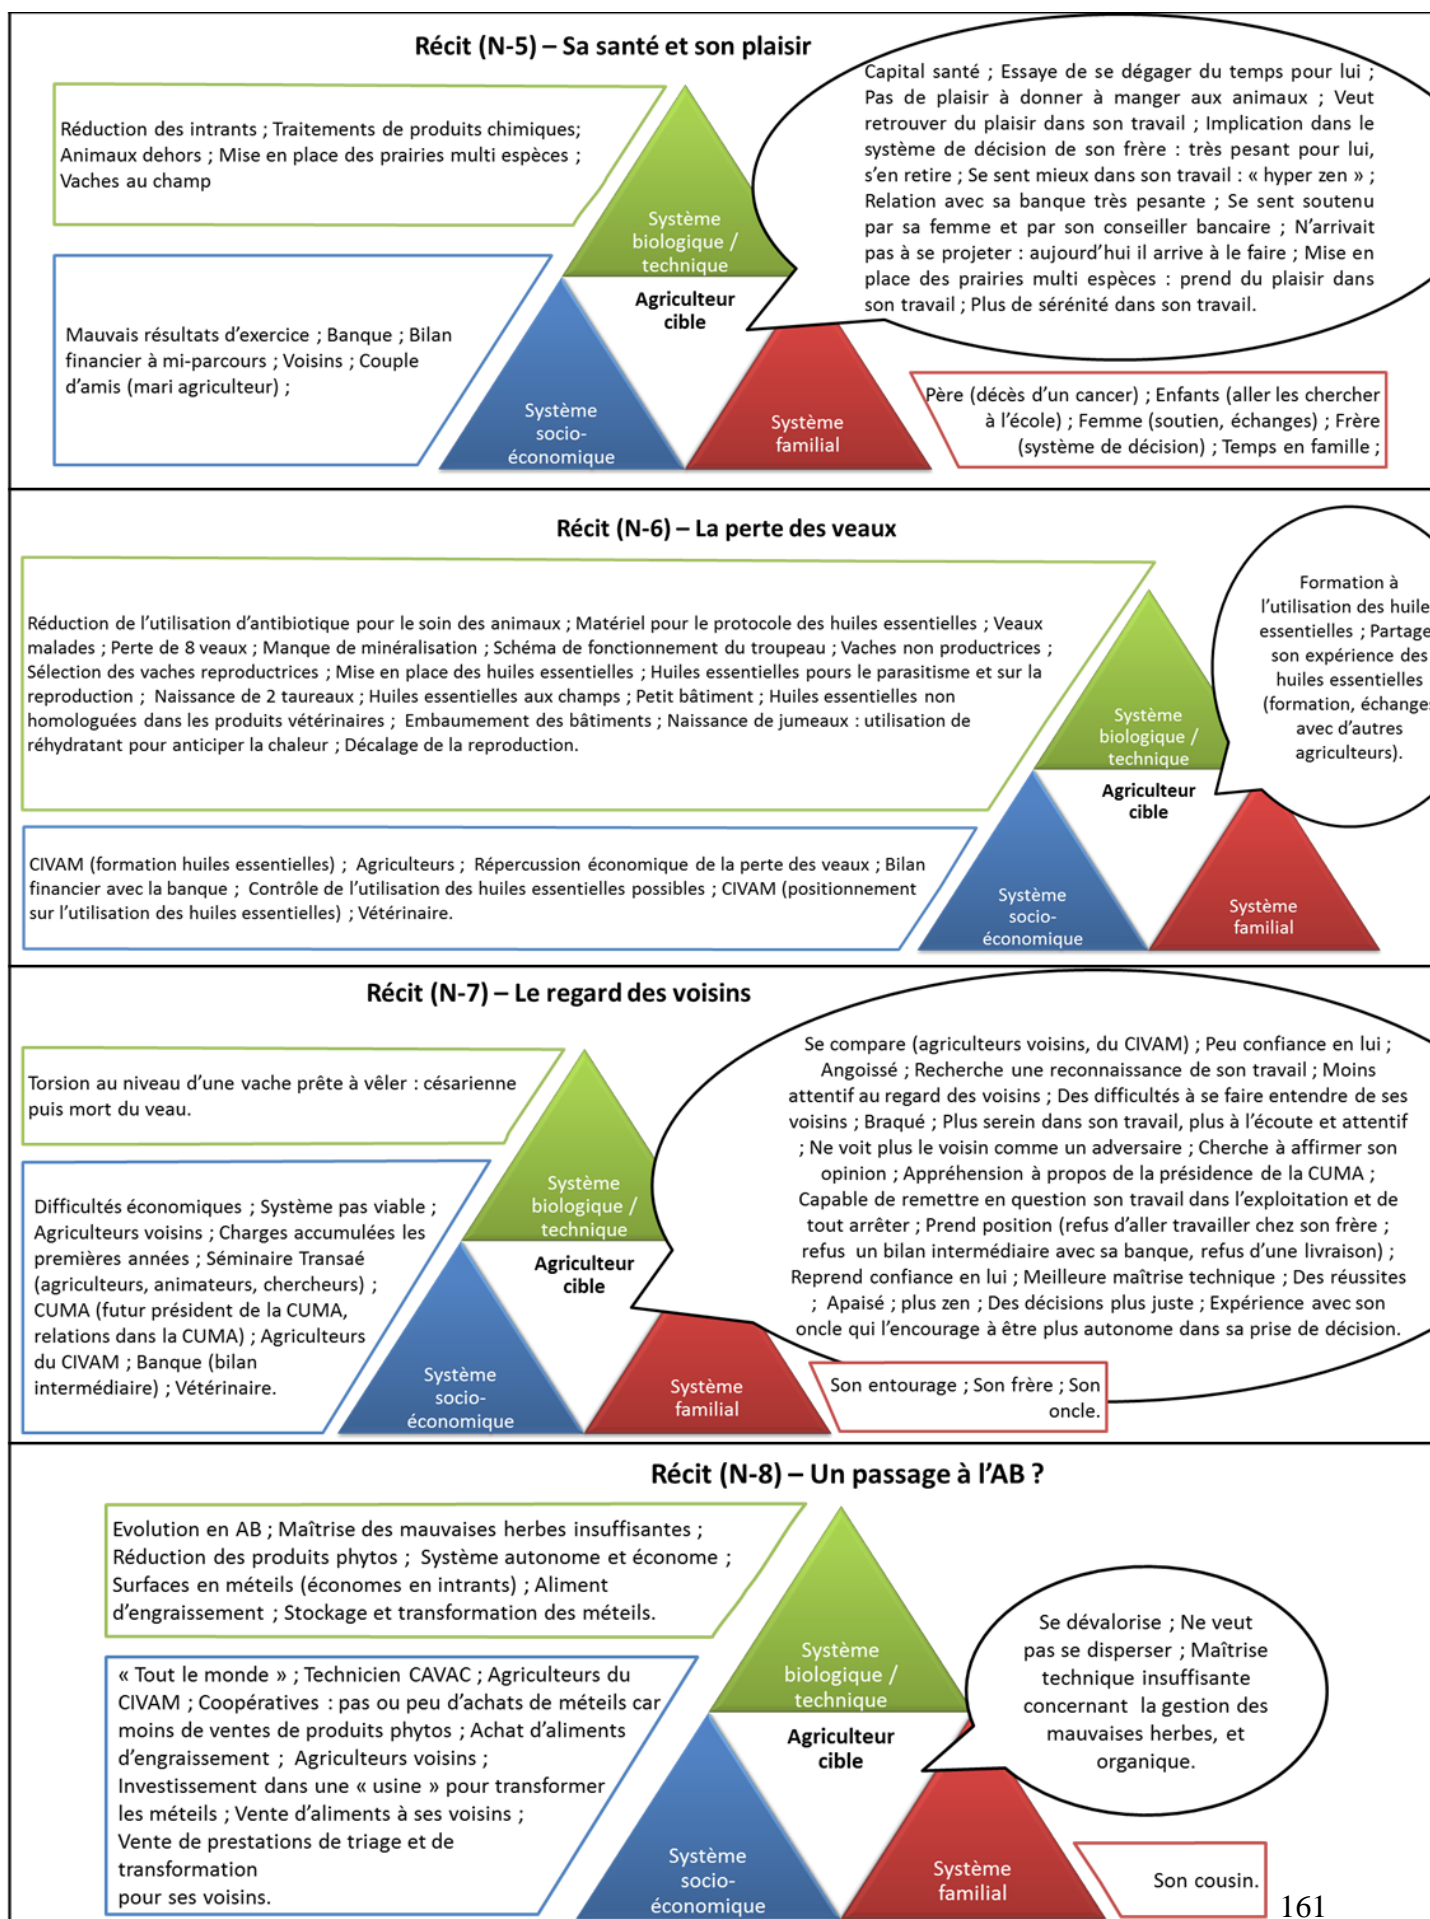 Récit (N-5) – Sa santé et son plaisir
Réduction des intrants ; Traitements de produits chimiques;
Animaux dehors ; Mise en place des prairies multi espèces ;
Vaches au champ
Capital santé ; Essaye de se dégager du temps pour lui ;
Pas de plaisir à donner à manger aux animaux ; Veut
retrouver du plaisir dans son travail ; Implication dans le
système de décision de son frère : très pesant pour lui,
s'en retire ; Se sent mieux dans son travail : « hyper zen » ;
Relation avec sa banque très pesante ; Se sent soutenu
par sa femme et par son conseiller bancaire ; N'arrivait
pas à se projeter : aujourd'hui il arrive à le faire ; Mise en
place des prairies multi espèces : prend du plaisir dans
son travail ; Plus de sérénité dans son travail.
Système
biologique /
technique
Agriculteur
cible
Mauvais résultats d'exercice ; Banque ; Bilan
financier à mi-parcours ; Voisins ; Couple
d'amis (mari agriculteur) ;
Système
socio-
économique
Système
familial
Père (décès d'un cancer) ; Enfants (aller les chercher
à l'école) ; Femme (soutien, échanges) ; Frère
(système de décision) ; Temps en famille ;
Récit (N-6) – La perte des veaux
Réduction de l'utilisation d'antibiotique pour le soin des animaux ; Matériel pour le protocole des huiles essentielles ; Veaux
malades ; Perte de 8 veaux ; Manque de minéralisation ; Schéma de fonctionnement du troupeau ; Vaches non productrices ;
Sélection des vaches reproductrices ; Mise en place des huiles essentielles ; Huiles essentielles pours le parasitisme et sur la
reproduction ; Naissance de 2 taureaux ; Huiles essentielles aux champs ; Petit bâtiment ; Huiles essentielles non
homologuées dans les produits vétérinaires ; Embaumement des bâtiments ; Naissance de jumeaux : utilisation de
réhydratant pour anticiper la chaleur ; Décalage de la reproduction.
Formation à
l'utilisation des huile
essentielles ; Partage
son expérience des
huiles essentielles
(formation, échange
avec d'autres
agriculteurs).
Système
biologique /
technique
Agriculteur
cible
CIVAM (formation huiles essentielles) ; Agriculteurs ; Répercussion économique de la perte des veaux ; Bilan
financier avec la banque ; Contrôle de l'utilisation des huiles essentielles possibles ; CIVAM (positionnement
sur l'utilisation des huiles essentielles) ; Vétérinaire.
Système
socio-
économique
Système
familial
Récit (N-7) – Le regard des voisins
Torsion au niveau d'une vache prête à vêler : césarienne
puis mort du veau.
Se compare (agriculteurs voisins, du CIVAM) ; Peu confiance en lui ;
Angoissé ; Recherche une reconnaissance de son travail ; Moins
attentif au regard des voisins ; Des difficultés à se faire entendre de ses
voisins ; Braqué ; Plus serein dans son travail, plus à l'écoute et attentif
; Ne voit plus le voisin comme un adversaire ; Cherche à affirmer son
opinion ; Appréhension à propos de la présidence de la CUMA ;
Capable de remettre en question son travail dans l'exploitation et de
tout arrêter ; Prend position (refus d'aller travailler chez son frère ;
refus un bilan intermédiaire avec sa banque, refus d'une livraison) ;
Reprend confiance en lui ; Meilleure maîtrise technique ; Des réussites
; Apaisé ; plus zen ; Des décisions plus juste ; Expérience avec son
oncle qui l'encourage à être plus autonome dans sa prise de décision.
Système
biologique /
technique
Agriculteur
cible
Difficultés économiques ; Système pas viable ;
Agriculteurs voisins ; Charges accumulées les
premières années ; Séminaire Transaé
(agriculteurs, animateurs, chercheurs) ;
CUMA (futur président de la CUMA,
relations dans la CUMA) ; Agriculteurs
du CIVAM ; Banque (bilan
intermédiaire) ; Vétérinaire.
Système
socio-
économique
Système
familial
Son entourage ; Son frère ; Son
oncle.
Récit (N-8) – Un passage à l'AB ?
Evolution en AB ; Maîtrise des mauvaises herbes insuffisantes ;
Réduction des produits phytos ; Système autonome et économe ;
Surfaces en méteils (économes en intrants) ; Aliment
d'engraissement ; Stockage et transformation des méteils.
Se dévalorise ; Ne veut
pas se disperser ; Maîtrise
technique insuffisante
concernant la gestion des
mauvaises herbes, et
organique.
Système
biologique /
technique
Agriculteur
cible
« Tout le monde » ; Technicien CAVAC ; Agriculteurs du
CIVAM ; Coopératives : pas ou peu d'achats de méteils car
moins de ventes de produits phytos ; Achat d'aliments
d'engraissement ; Agriculteurs voisins ;
Investissement dans une « usine » pour transformer
les méteils ; Vente d'aliments à ses voisins ;
Vente de prestations de triage et de
transformation
pour ses voisins.
Système
socio-
économique
Système
familial
Son cousin.
161